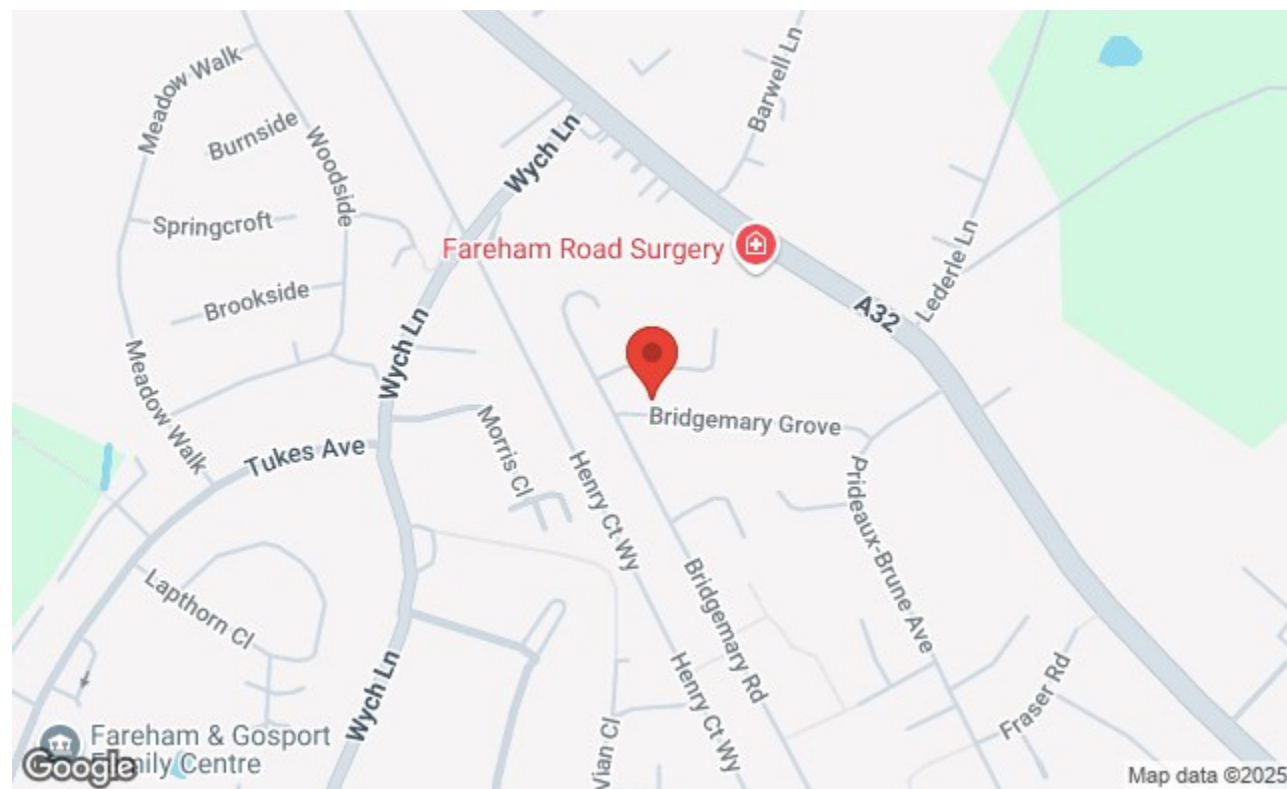 Meadow Walk
Burnside
Woodside
Wych Ln
Barwell Ln
Springcroft
Fareham Road Surgery
Lederle Ln
Brookside
A32
Wych Ln
Meadow Walk
Bridgemary Grove
Tukes Ave
Morris Cl
Henry Ct Wy
Prideaux-Brune Ave
Lapthorn Cl
Bridgemary Rd
Wych Ln
Henry Ct Wy
Fraser Rd
Vian Cl
Fareham & Gosport
Family Centre
Google
Map data ©2025